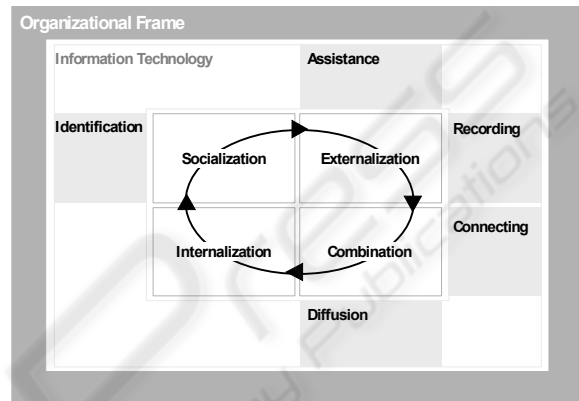 Organizational Frame
Information Technology
Assistance
Identification
Recording
Socialization
Externalization
Internalization
Combination
Connecting
Diffusion